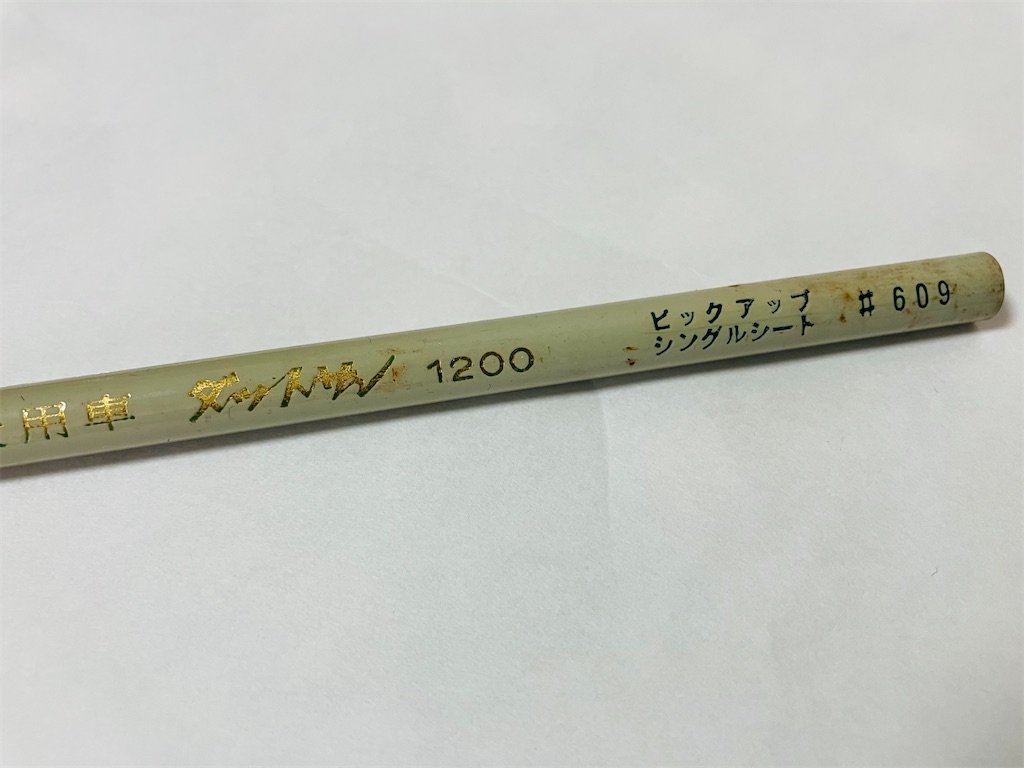 用車 ダットサン 1200
ピックアップ
シングルシート
# 609